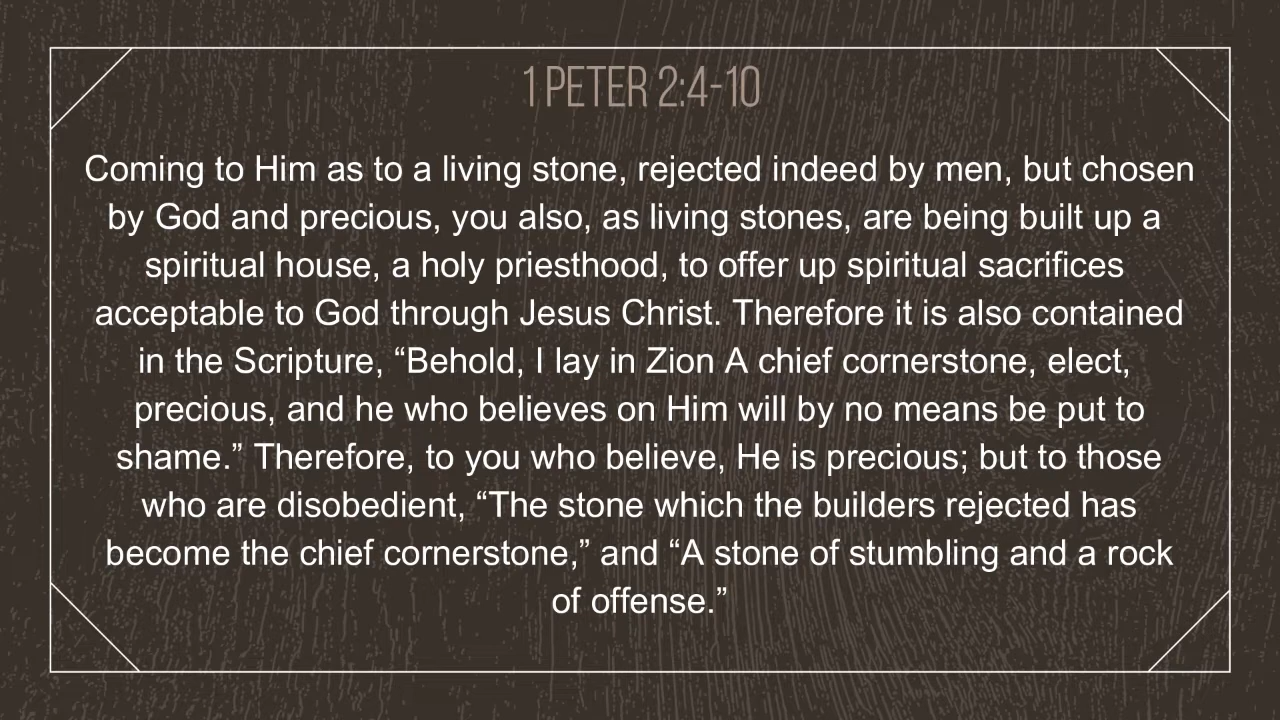 1 PETER 2:4-10
Coming to Him as to a living stone, rejected indeed by men, but chosen
by God and precious, you also, as living stones, are being built up a
spiritual house, a holy priesthood, to offer up spiritual sacrifices
acceptable to God through Jesus Christ. Therefore it is also contained
in the Scripture, “Behold, I lay in Zion A chief cornerstone, elect,
precious, and he who believes on Him will by no means be put to
shame.” Therefore, to you who believe, He is precious; but to those
who are disobedient, “The stone which the builders rejected has
become the chief cornerstone,” and “A stone of stumbling and a rock
of offense.”